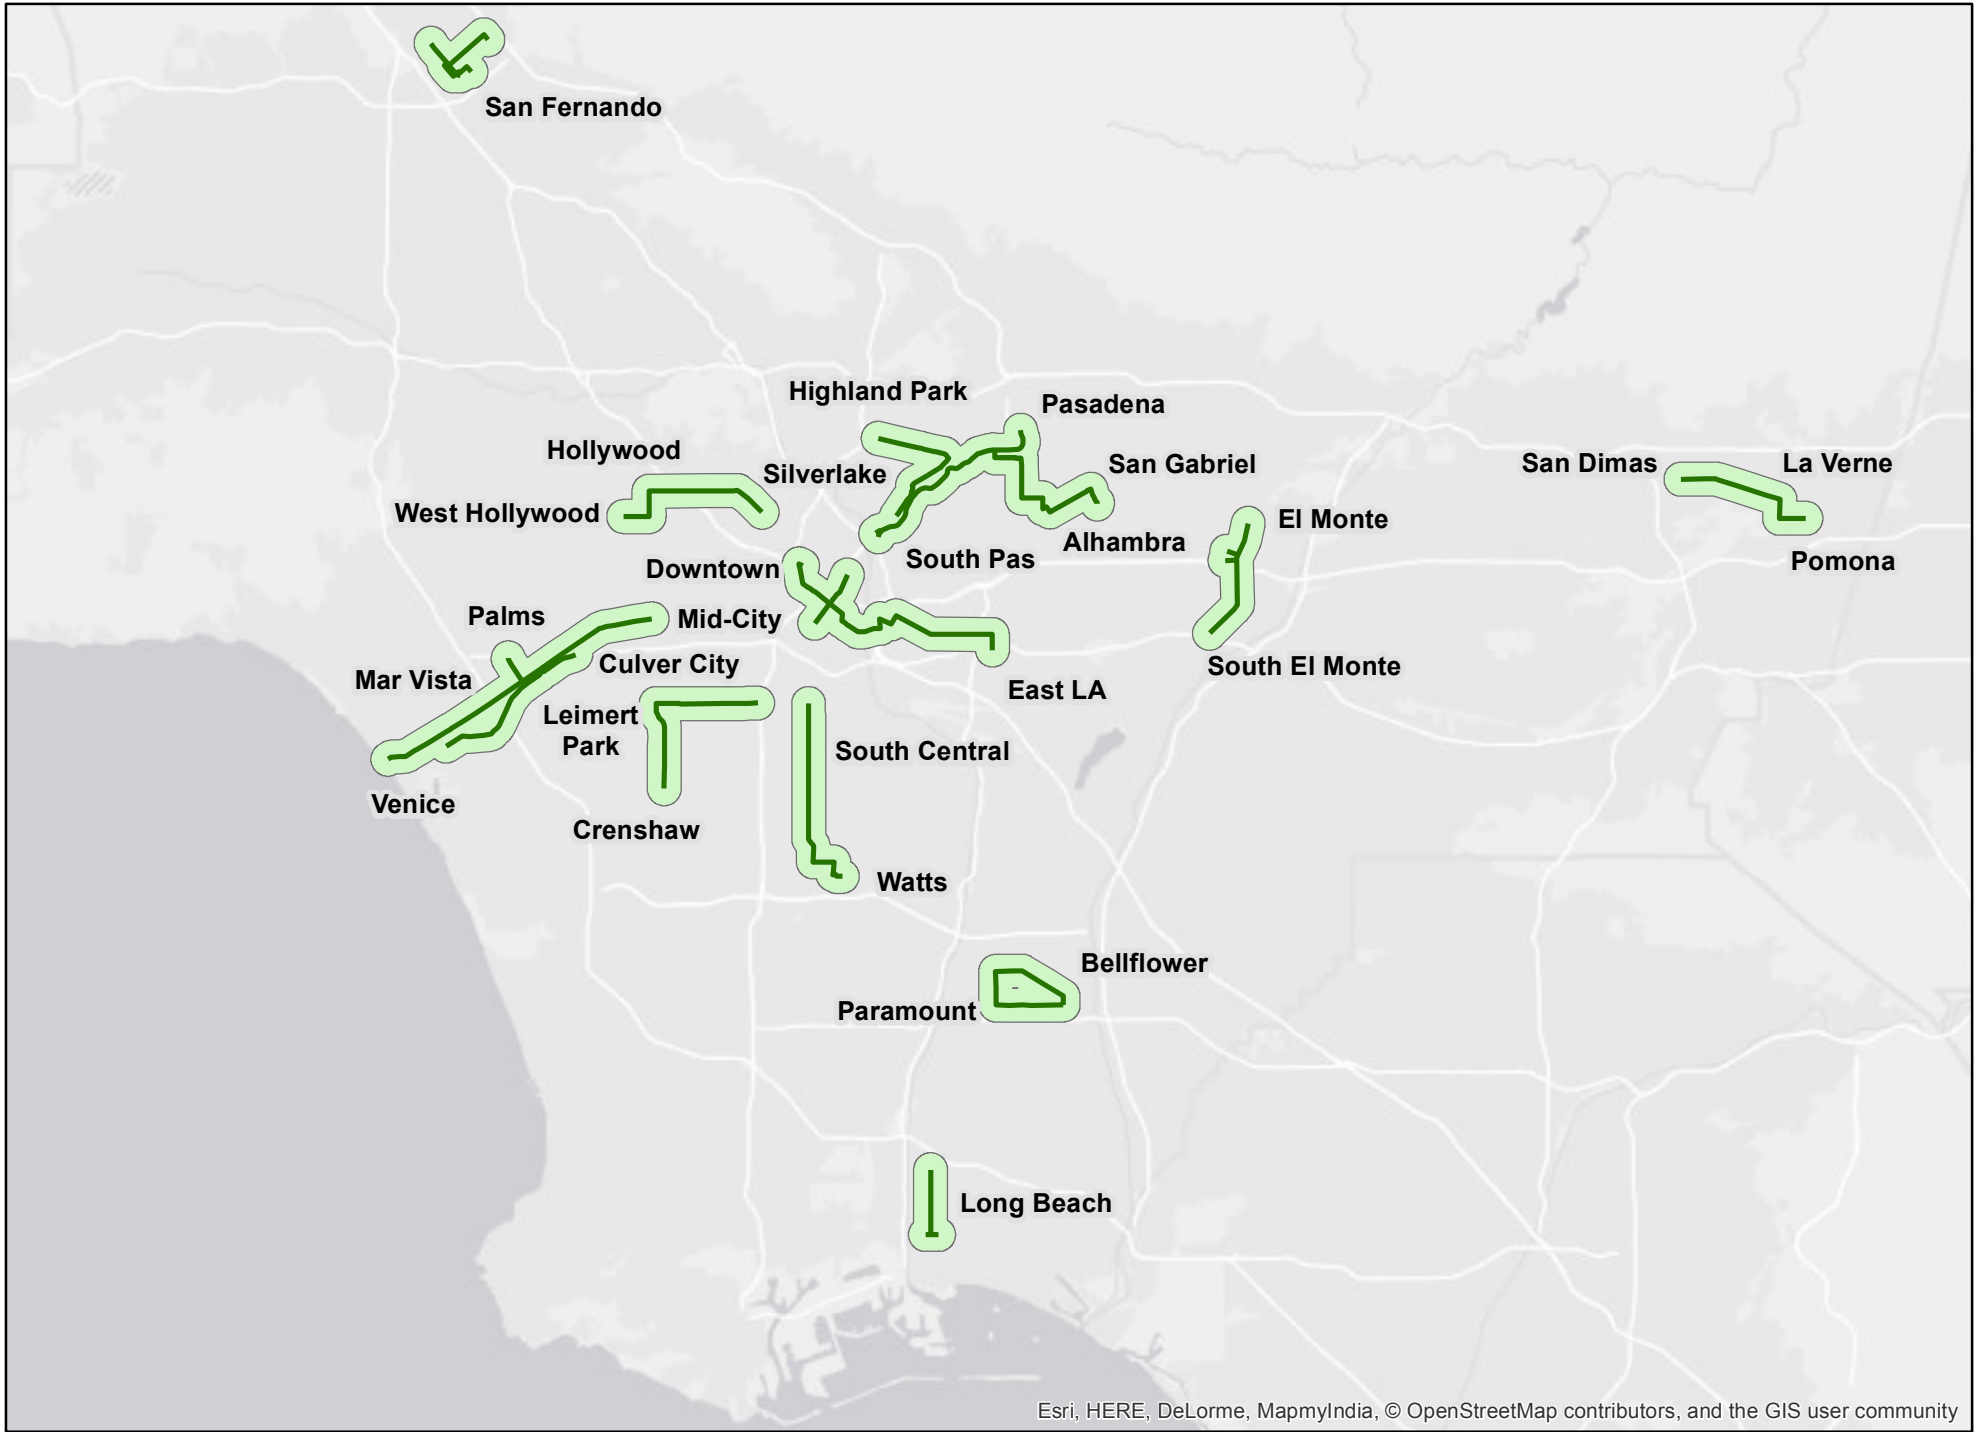 San Fernando
Highland Park
Pasadena
Hollywood
Silverlake
San Gabriel
San Dimas
La Verne
West Hollywood
El Monte
Alhambra
South Pas
Pomona
Downtown
Palms
Mid-City
Culver City
South El Monte
Mar Vista
East LA
Leimert
Park
South Central
Venice
Crenshaw
Watts
Bellflower
Paramount
Long Beach
Esri, HERE, DeLorme, MapmyIndia, © OpenStreetMap contributors, and the GIS user community